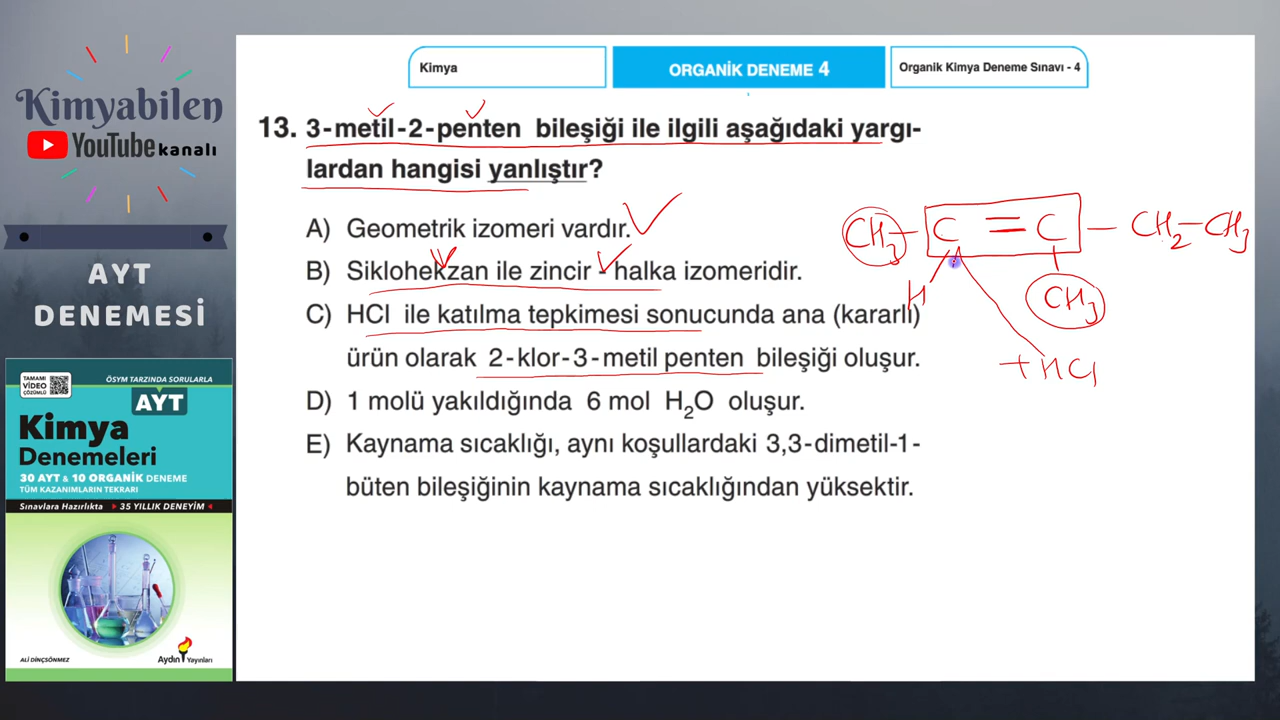 Kimyabilen
YouTube kanalı
AYT
DENEMESİ
TAMAMI
VİDEO
ÇÖZÜMLÜ
ÖSYM TARZINDA SORULARLA
AYT
Kimya
Denemeleri
30 AYT & 10 ORGANİK DENEME
TÜM KAZANIMLARIN TEKRARI
Sınavlara Hazırlıkta
35 YILLIK DENEYİM
ALİ DİNÇSÖNMEZ
Aydın Yayınları
Kimya
ORGANİK DENEME 4
Organik Kimya Deneme Sınavı - 4
13. 3-metil-2-penten bileşiği ile ilgili aşağıdaki yargı-
lardan hangisi yanlıştır?
A) Geometrik izomeri vardır.
B) Siklohekzan ile zincir - halka izomeridir.
C) HCl ile katılma tepkimesi sonucunda ana (kararlı)
ürün olarak 2-klor-3-metil penten bileşiği oluşur.
D) 1 molü yakıldığında 6 mol H2O oluşur.
E) Kaynama sıcaklığı, aynı koşullardaki 3,3-dimetil-1-
büten bileşiğinin kaynama sıcaklığından yüksektir.
CH3 - C = C - CH2 - CH3
H CH3
+HCl